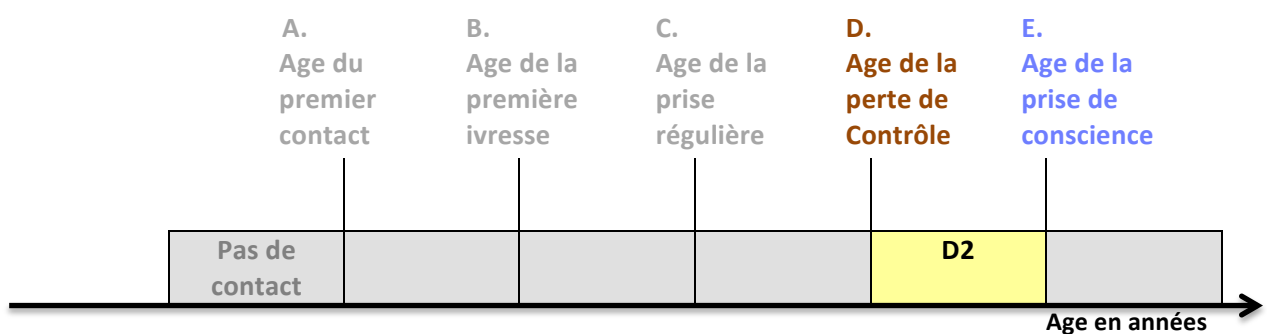 A.
Age du
premier
contact
B.
Age de la
première
ivresse
C.
Age de la
prise
régulière
D.
Age de la
perte de
Contrôle
E.
Age de la
prise de
conscience
Pas de
contact
D2
Age en années